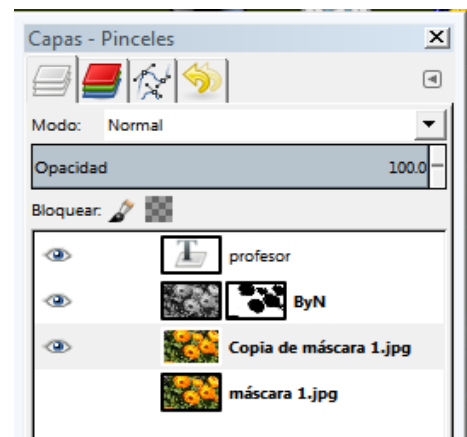 Capas - Pinceles
Modo: Normal
Opacidad 100.0
Bloquear:
profesor
ByN
Copia de máscara 1.jpg
máscara 1.jpg